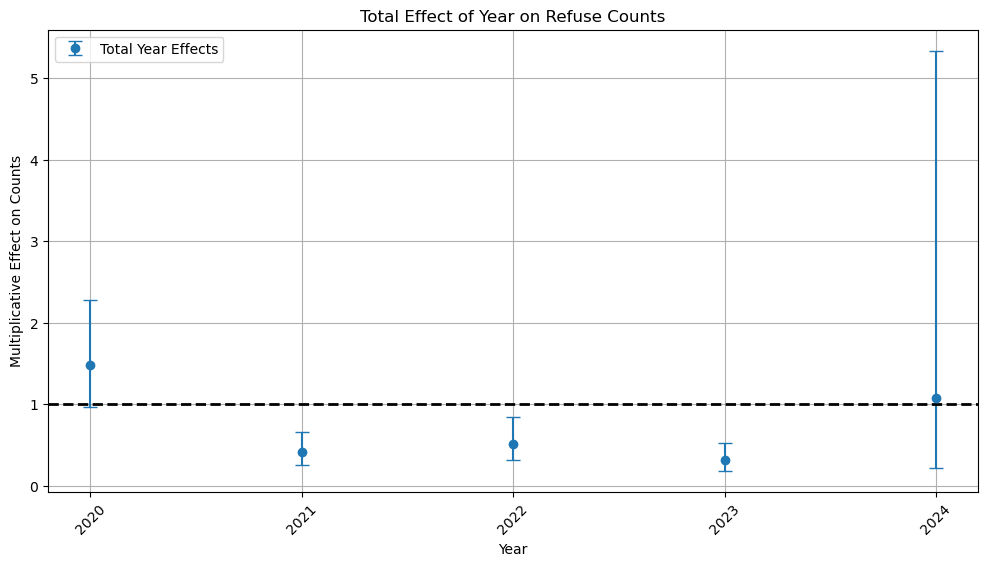 Total Effect of Year on Refuse Counts
Total Year Effects
Multiplicative Effect on Counts
5
4
3
2
1
0
2020
2021
2022
2023
2024
Year